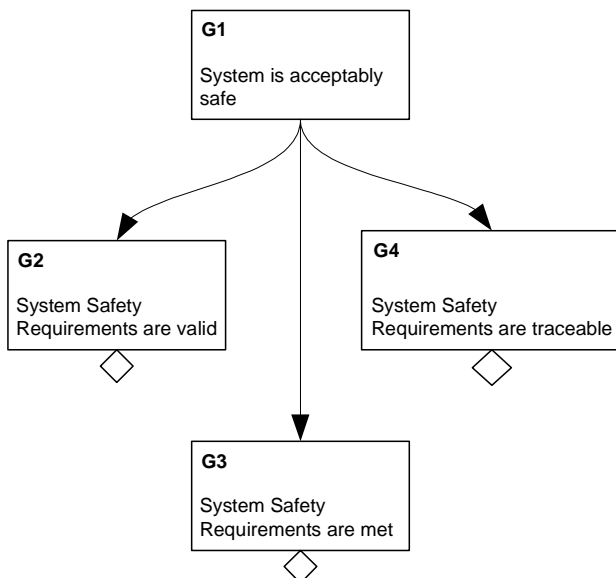 G1
System is acceptably
safe
G2
System Safety
Requirements are valid
G4
System Safety
Requirements are traceable
G3
System Safety
Requirements are met